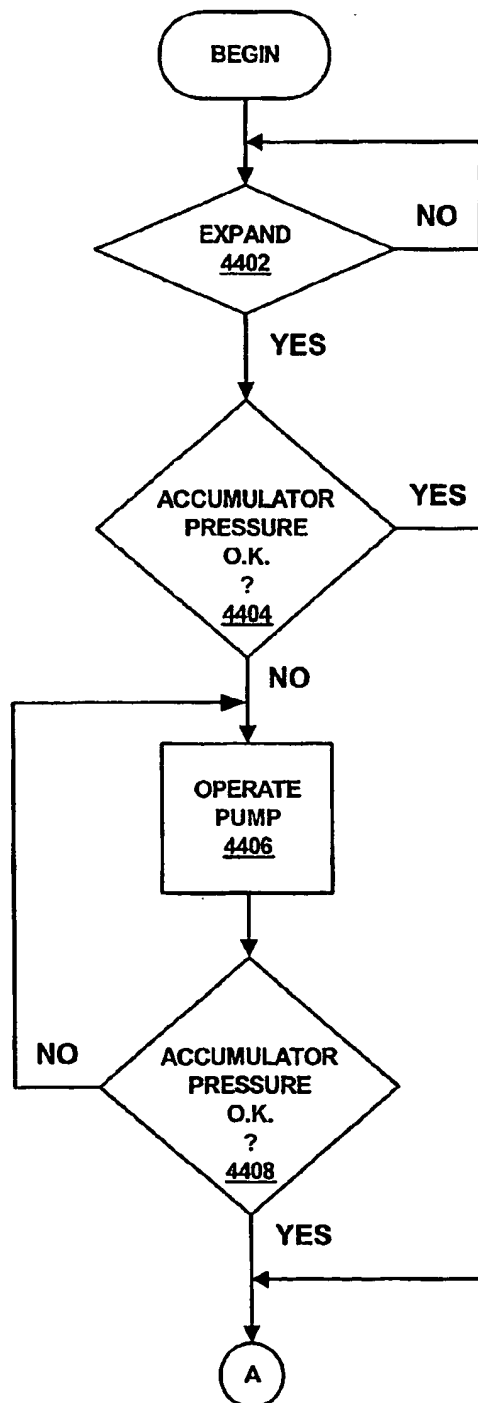 BEGIN
EXPAND
4402
NO
YES
ACCUMULATOR
PRESSURE
O.K.
?
4404
YES
NO
OPERATE
PUMP
4406
ACCUMULATOR
PRESSURE
O.K.
?
4408
NO
YES
A